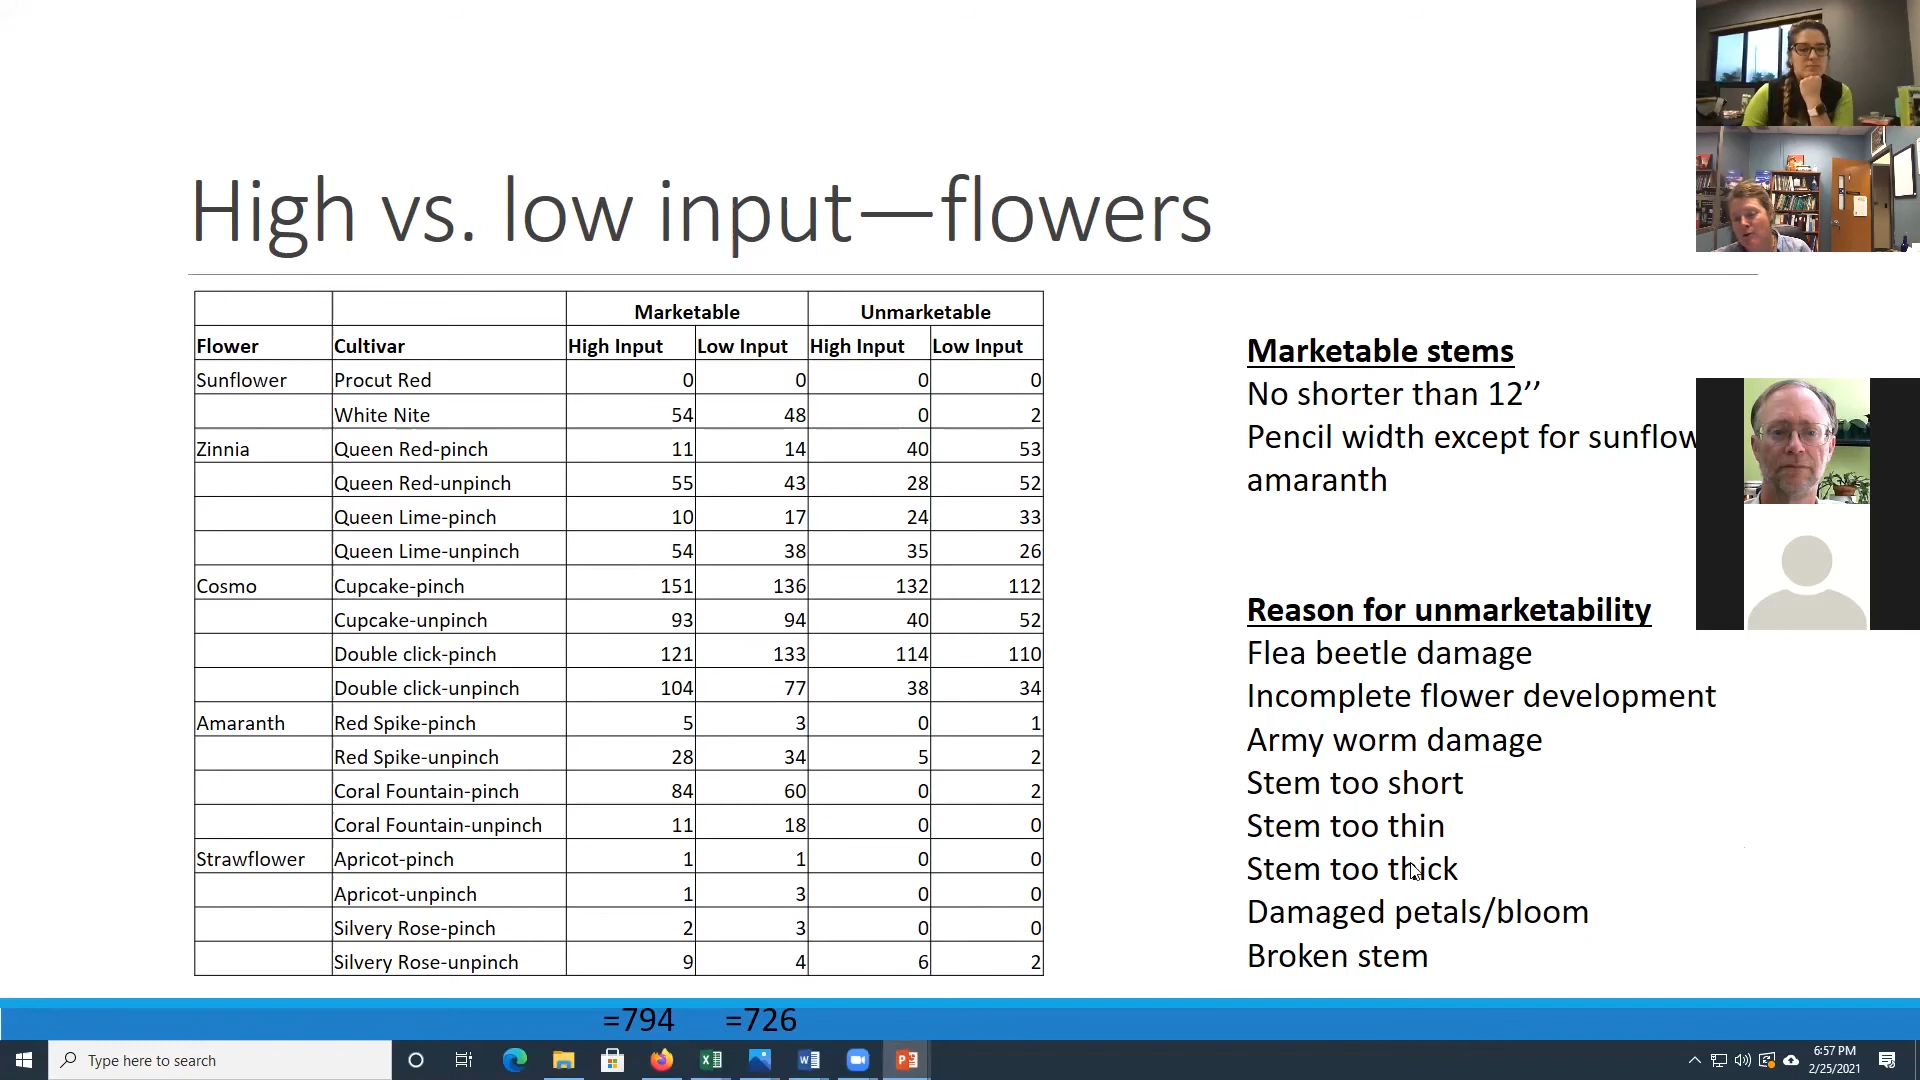 High vs. low input—flowers
Marketable Unmarketable
Flower Cultivar High Input Low Input High Input Low Input
Sunflower Procut Red 0 0 0 0
White Nite 54 48 0 2
Zinnia Queen Red-pinch 11 14 40 53
Queen Red-unpinch 55 43 28 52
Queen Lime-pinch 10 17 24 33
Queen Lime-unpinch 54 38 35 26
Cosmo Cupcake-pinch 151 136 132 112
Cupcake-unpinch 93 94 40 52
Double click-pinch 121 133 114 110
Double click-unpinch 104 77 38 34
Amaranth Red Spike-pinch 5 3 0 1
Red Spike-unpinch 28 34 5 2
Coral Fountain-pinch 84 60 0 2
Coral Fountain-unpinch 11 18 0 0
Strawflower Apricot-pinch 1 1 0 0
Apricot-unpinch 1 3 0 0
Silvery Rose-pinch 2 3 0 0
Silvery Rose-unpinch 9 4 6 2
=794 =726
Marketable stems
No shorter than 12’’
Pencil width except for sunflow
amaranth
Reason for unmarketability
Flea beetle damage
Incomplete flower development
Army worm damage
Stem too short
Stem too thin
Stem too thick
Damaged petals/bloom
Broken stem
Type here to search
6:57 PM
2/25/2021